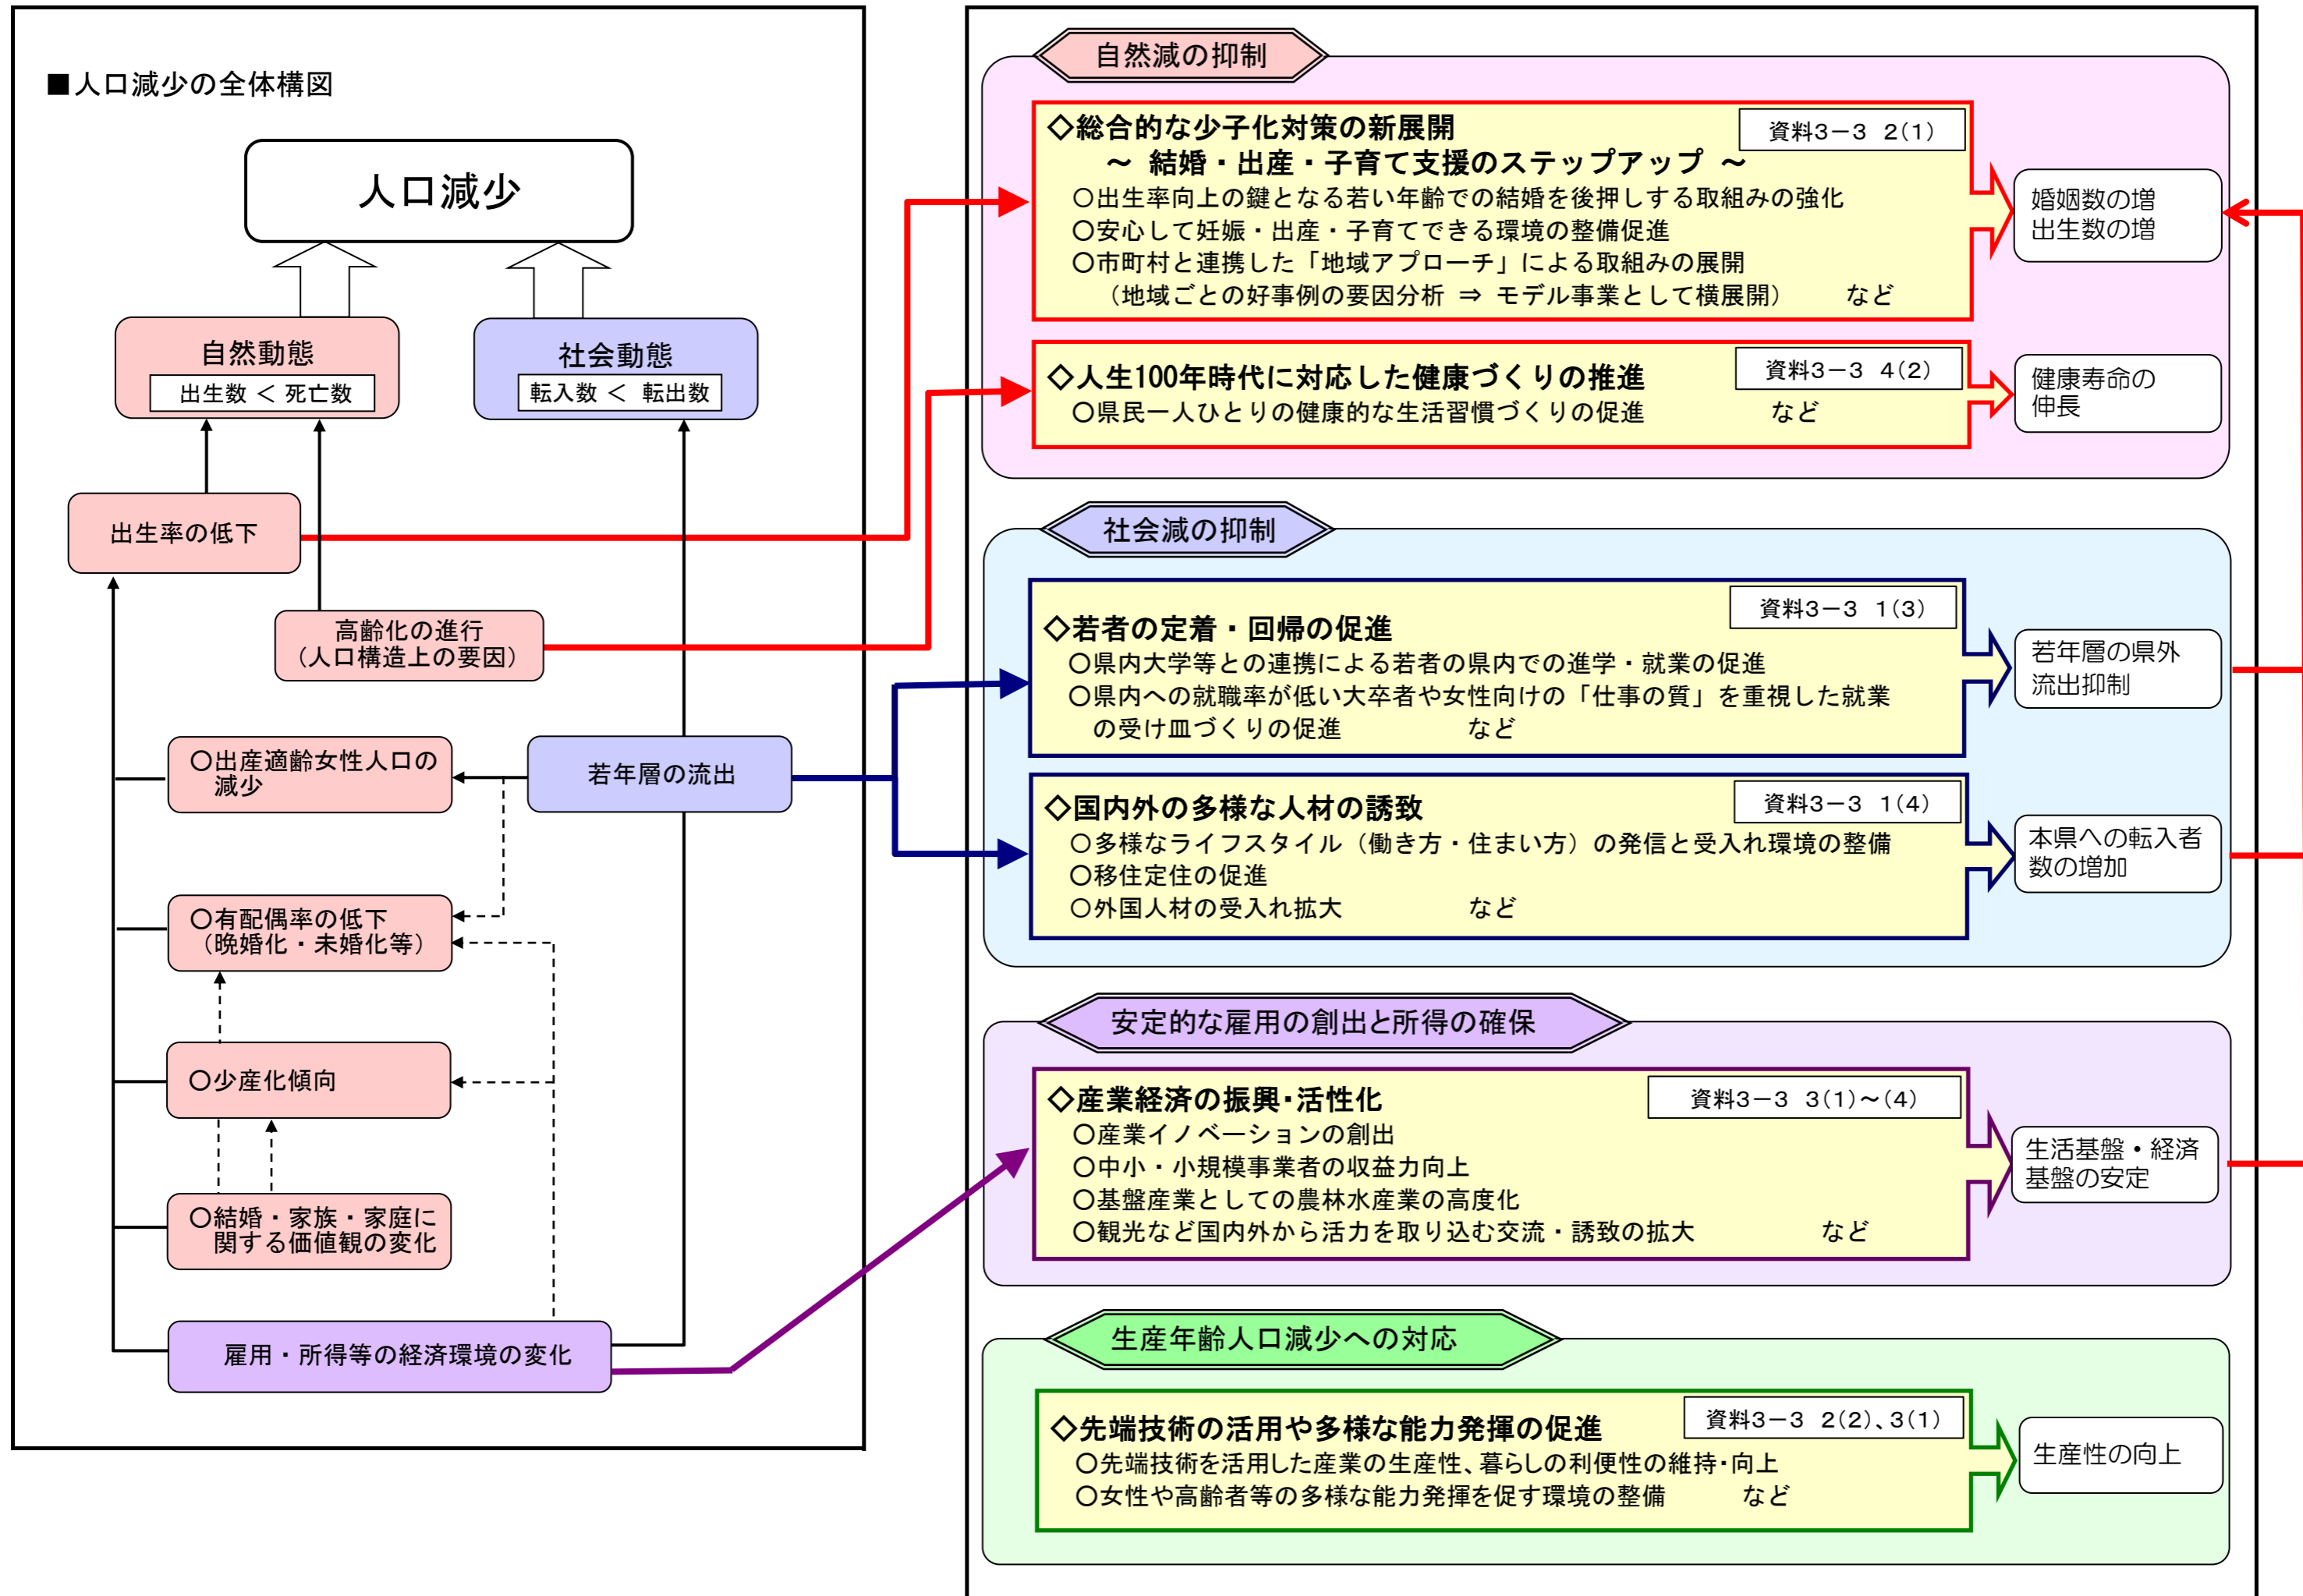 ■人口減少の全体構図
人口減少
自然動態
出生数 < 死亡数
社会動態
転入数 < 転出数
出生率の低下
高齢化の進行
（人口構造上の要因）
○出産適齢女性人口の
減少
若年層の流出
○有配偶率の低下
（晩婚化・未婚化等）
○少産化傾向
○結婚・家族・家庭に
関する価値観の変化
雇用・所得等の経済環境の変化
自然減の抑制
◇総合的な少子化対策の新展開
資料3－3 2(1)
～ 結婚・出産・子育て支援のステップアップ ～
○出生率向上の鍵となる若い年齢での結婚を後押しする取組みの強化
○安心して妊娠・出産・子育てできる環境の整備促進
○市町村と連携した「地域アプローチ」による取組みの展開
（地域ごとの好事例の要因分析 ⇒ モデル事業として横展開） など
婚姻数の増
出生数の増
◇人生100年時代に対応した健康づくりの推進
資料3－3 4(2)
○県民一人ひとりの健康的な生活習慣づくりの促進 など
健康寿命の
伸長
社会減の抑制
資料3－3 1(3)
◇若者の定着・回帰の促進
○県内大学等との連携による若者の県内での進学・就業の促進
○県内への就職率が低い大卒者や女性向けの「仕事の質」を重視した就業
の受け皿づくりの促進 など
若年層の県外
流出抑制
◇国内外の多様な人材の誘致
資料3－3 1(4)
○多様なライフスタイル（働き方・住まい方）の発信と受入れ環境の整備
○移住定住の促進
○外国人材の受入れ拡大 など
本県への転入者
数の増加
安定的な雇用の創出と所得の確保
◇産業経済の振興・活性化
資料3－3 3(1)～(4)
○産業イノベーションの創出
○中小・小規模事業者の収益力向上
○基盤産業としての農林水産業の高度化
○観光など国内外から活力を取り込む交流・誘致の拡大 など
生活基盤・経済
基盤の安定
生産年齢人口減少への対応
◇先端技術の活用や多様な能力発揮の促進
資料3－3 2(2)、3(1)
○先端技術を活用した産業の生産性、暮らしの利便性の維持・向上
○女性や高齢者等の多様な能力発揮を促す環境の整備 など
生産性の向上